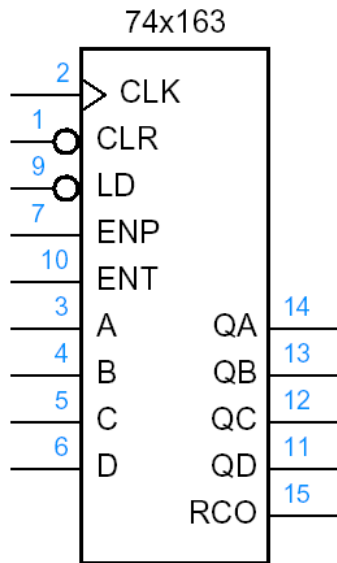 74x163
2 CLK
1 CLR
9 LD
7 ENP
10 ENT
3 A QA 14
4 B QB 13
5 C QC 12
6 D QD 11
RCO 15